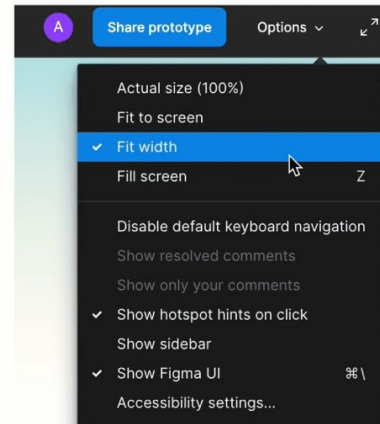 A Share prototype Options
Actual size (100%)
Fit to screen
Fit width
Fill screen Z
Disable default keyboard navigation
Show resolved comments
Show only your comments
Show hotspot hints on click
Show sidebar
Show Figma UI ⌘\
Accessibility settings...